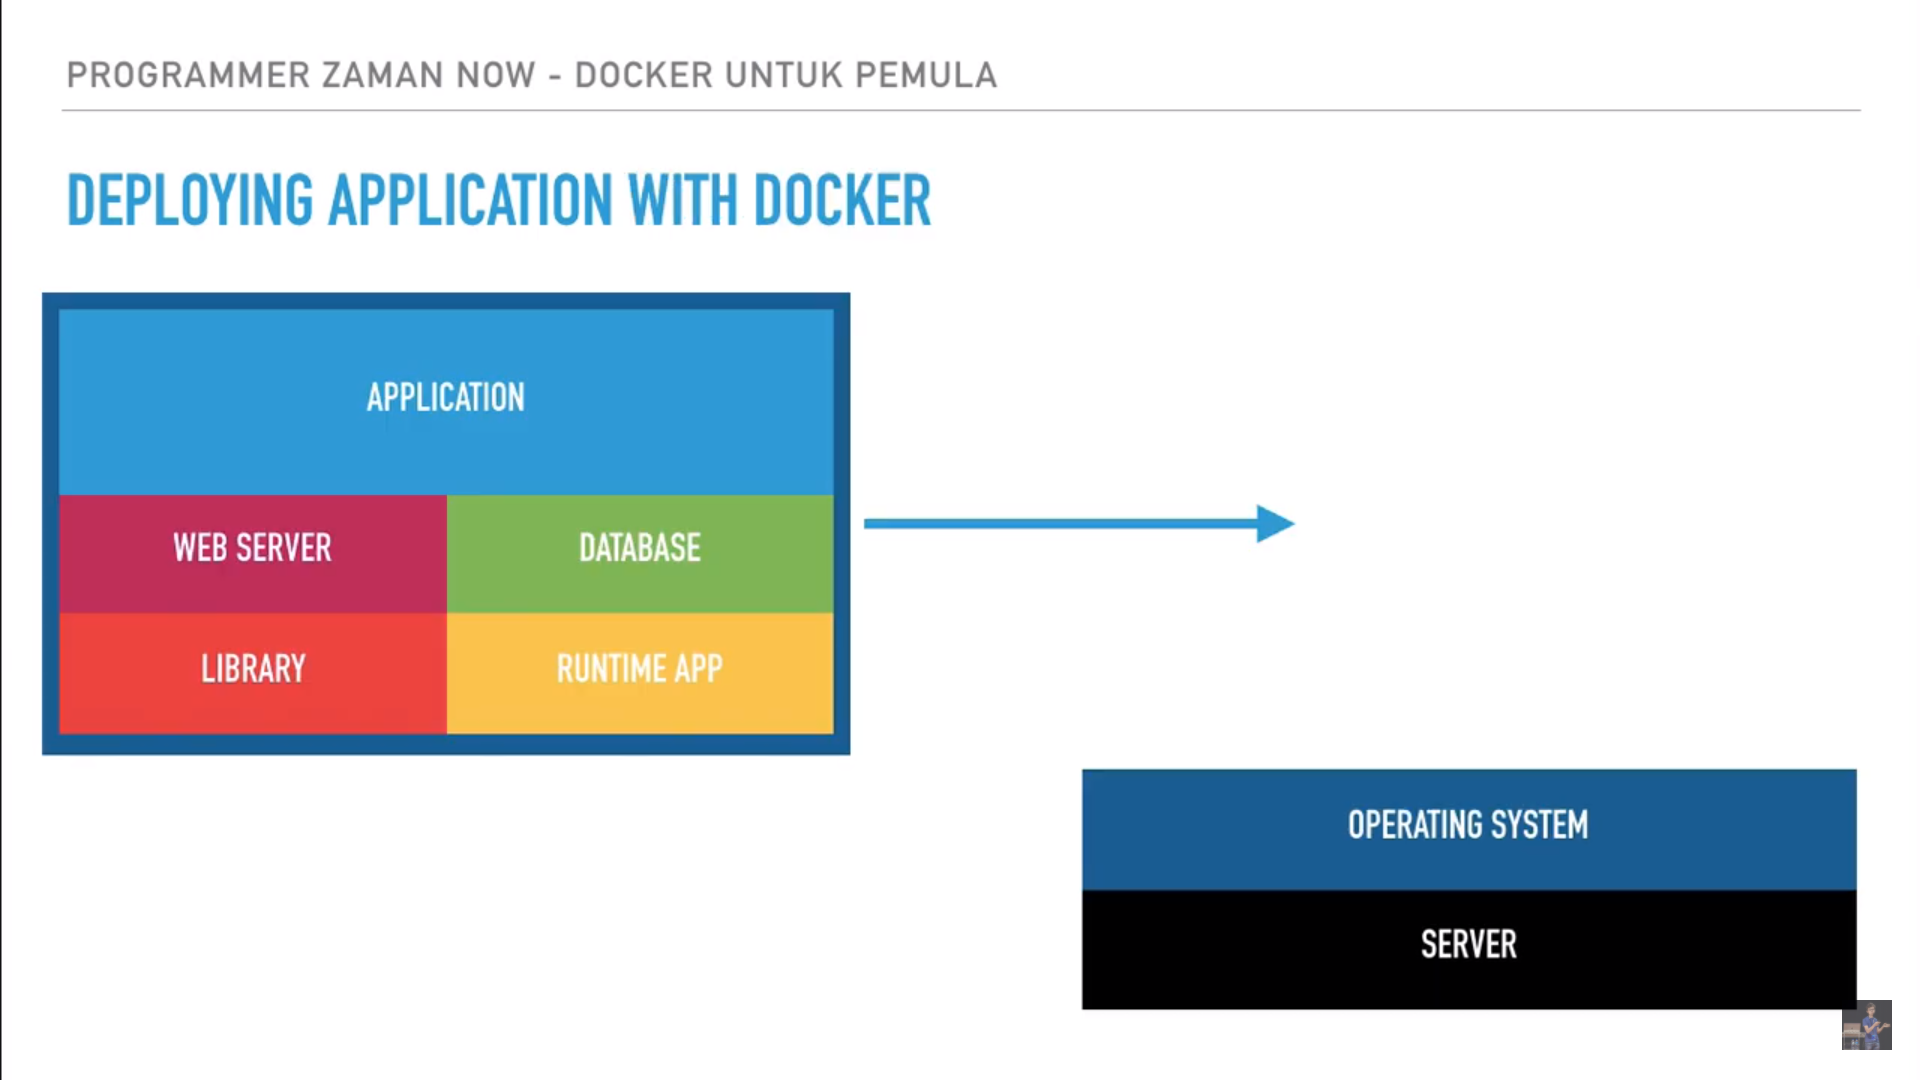 PROGRAMMER ZAMAN NOW - DOCKER UNTUK PEMULA
DEPLOYING APPLICATION WITH DOCKER
APPLICATION
WEB SERVER
DATABASE
LIBRARY
RUNTIME APP
OPERATING SYSTEM
SERVER